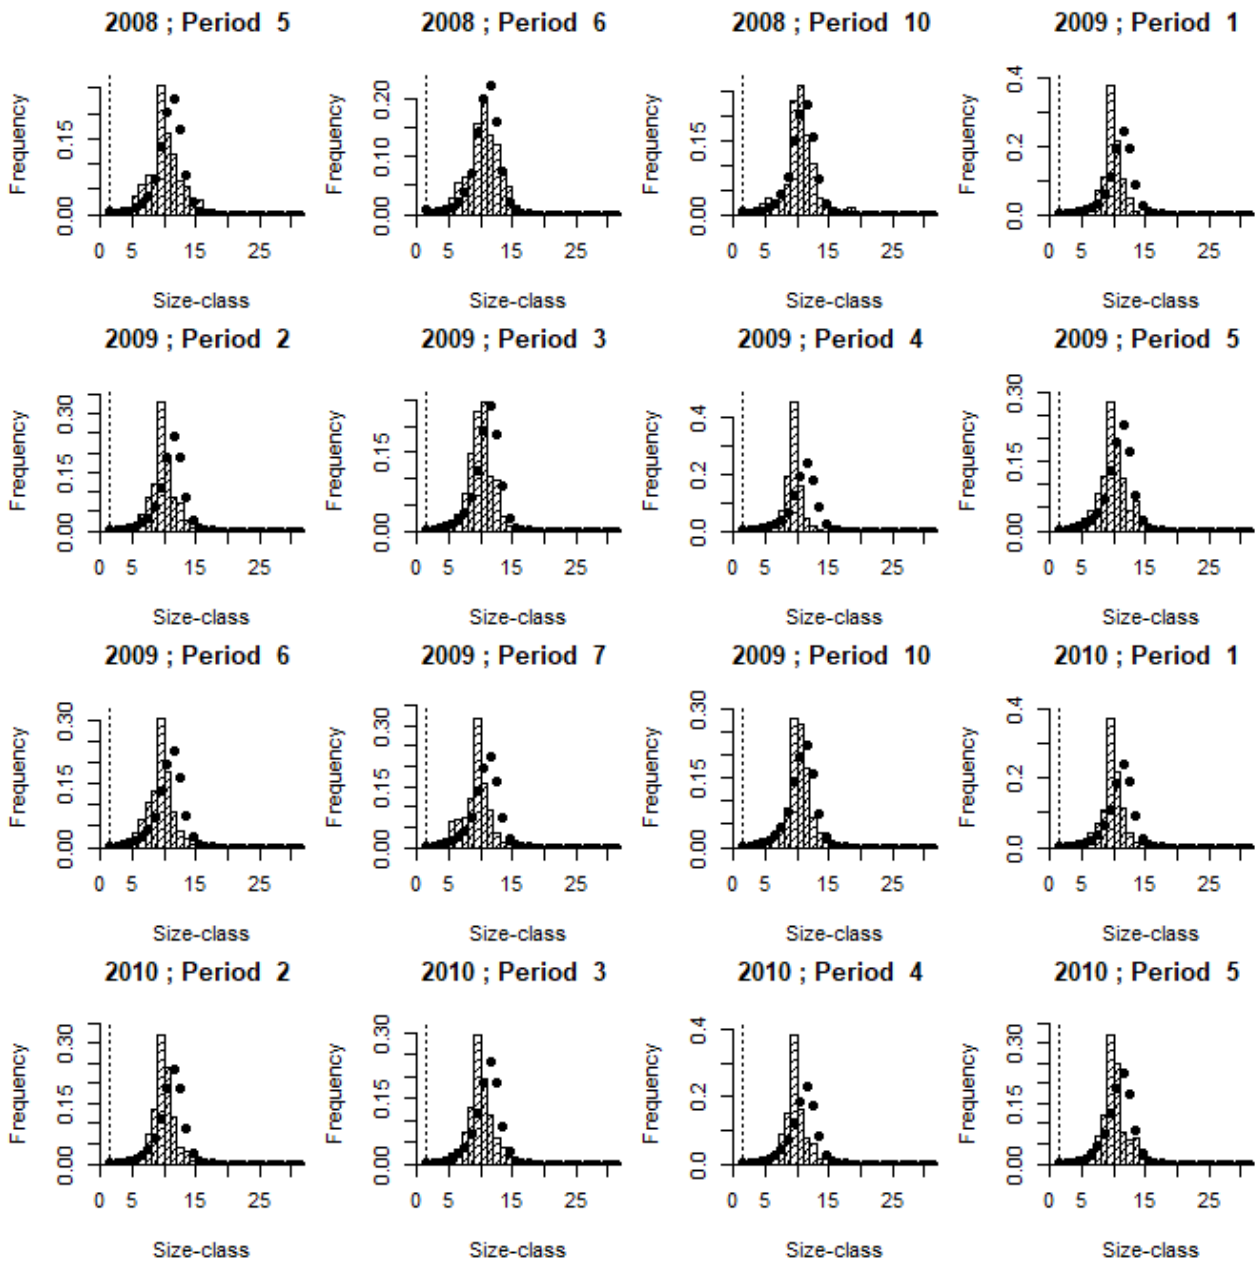 2008 ; Period 5
2008 ; Period 6
2008 ; Period 10
2009 ; Period 1
Frequency
0.00 0.15
0 5 15 25
Size-class
Frequency
0.00 0.10 0.20
0 5 15 25
Size-class
Frequency
0.00 0.15
0 5 15 25
Size-class
Frequency
0.0 0.2 0.4
0 5 15 25
Size-class
2009 ; Period 2
2009 ; Period 3
2009 ; Period 4
2009 ; Period 5
Frequency
0.00 0.15 0.30
0 5 15 25
Size-class
Frequency
0.00 0.15
0 5 15 25
Size-class
Frequency
0.0 0.2 0.4
0 5 15 25
Size-class
Frequency
0.00 0.15 0.30
0 5 15 25
Size-class
2009 ; Period 6
2009 ; Period 7
2009 ; Period 10
2010 ; Period 1
Frequency
0.00 0.15 0.30
0 5 15 25
Size-class
Frequency
0.00 0.15 0.30
0 5 15 25
Size-class
Frequency
0.00 0.15 0.30
0 5 15 25
Size-class
Frequency
0.0 0.2 0.4
0 5 15 25
Size-class
2010 ; Period 2
2010 ; Period 3
2010 ; Period 4
2010 ; Period 5
Frequency
0.00 0.15 0.30
0 5 15 25
Size-class
Frequency
0.00 0.15 0.30
0 5 15 25
Size-class
Frequency
0.0 0.2 0.4
0 5 15 25
Size-class
Frequency
0.00 0.15 0.30
0 5 15 25
Size-class